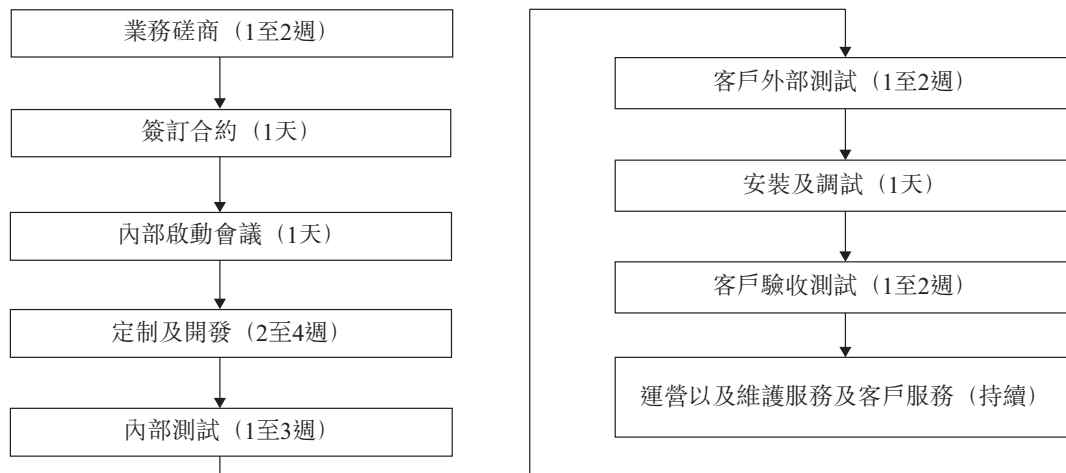 業務磋商（1至2週）
簽訂合約（1天）
內部啟動會議（1天）
定制及開發（2至4週）
內部測試（1至3週）
客戶外部測試（1至2週）
安裝及調試（1天）
客戶驗收測試（1至2週）
運營以及維護服務及客戶服務（持續）